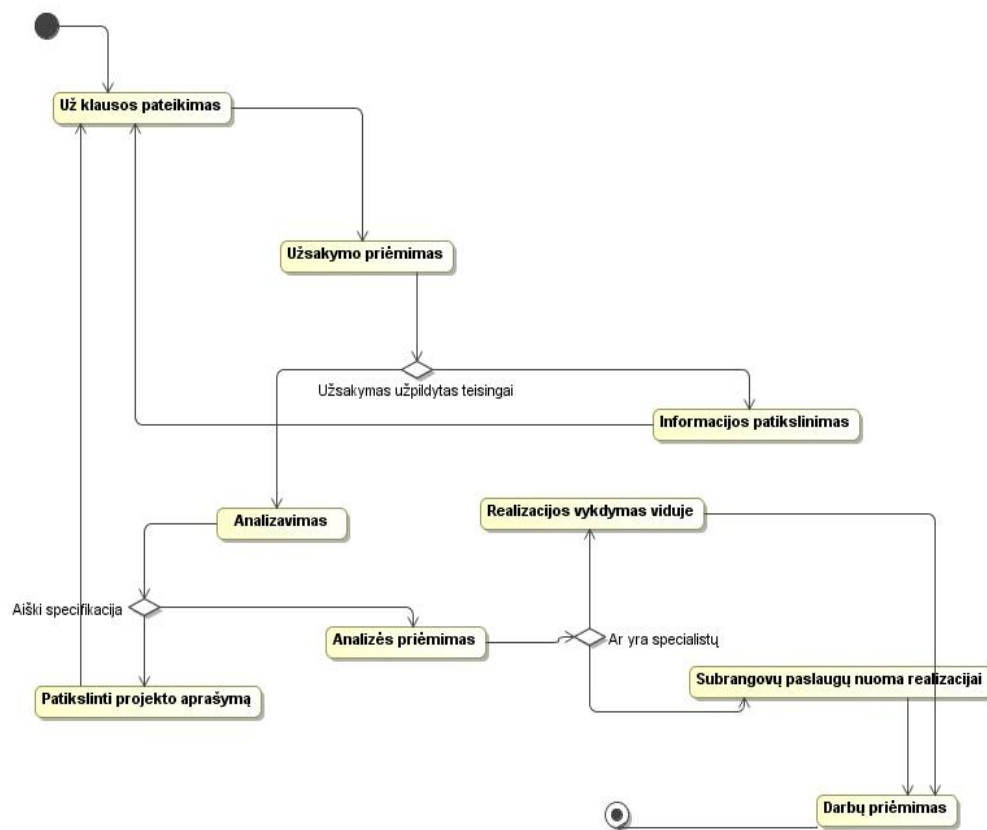 Už klausos pateikimas
Užsakymo priėmimas
Užsakymas užpildytas teisingai
Informacijos patikslinimas
Realizacijos vykdymas viduje
Analizavimas
Aiški specifikacija
Analizės priėmimas
Ar yra specialistų
Subrangovų paslaugų nuoma realizacijai
Patikslinti projekto aprašymą
Darbų priėmimas